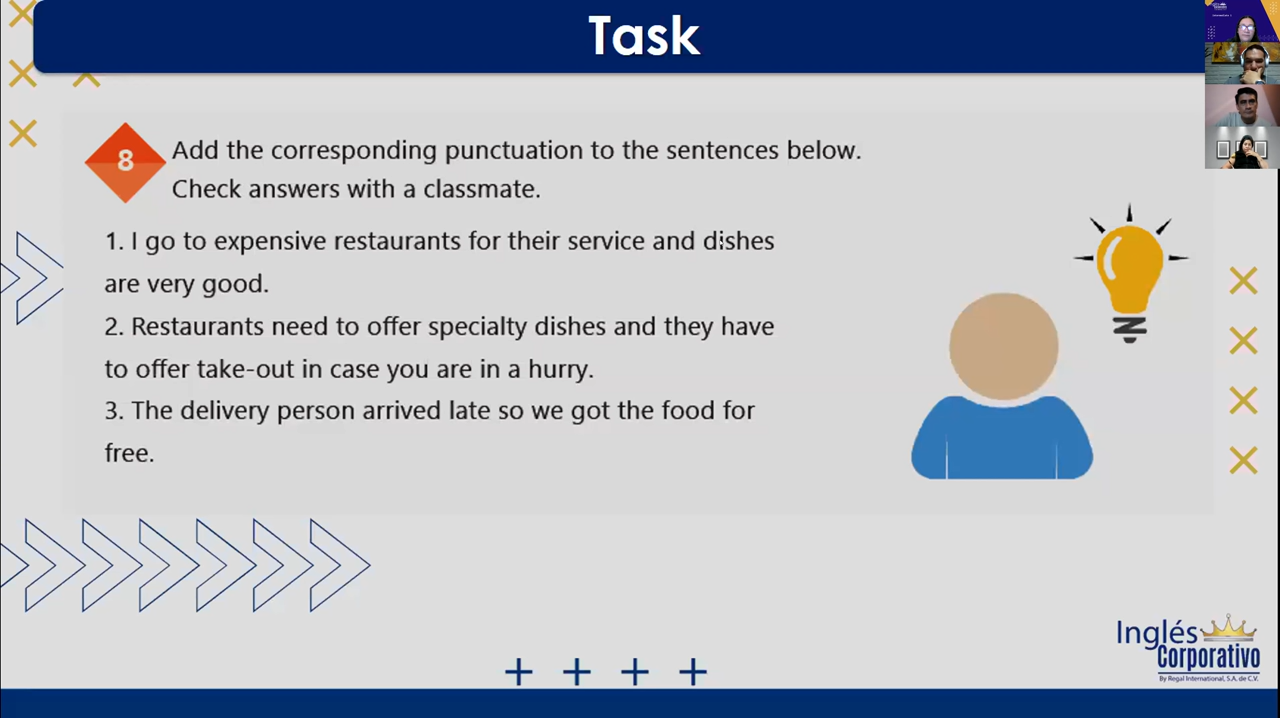 Task
8
Add the corresponding punctuation to the sentences below.
Check answers with a classmate.
1. I go to expensive restaurants for their service and dishes
are very good.
2. Restaurants need to offer specialty dishes and they have
to offer take-out in case you are in a hurry.
3. The delivery person arrived late so we got the food for
free.
Inglés
Corporativo
By Regal International, S.A. de C.V.